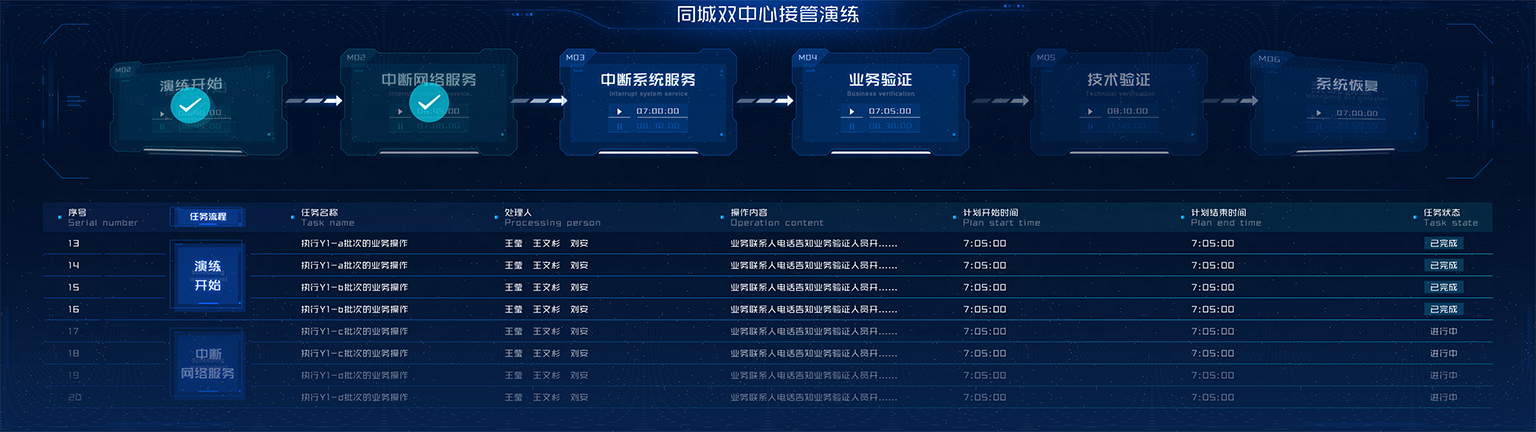 同城双中心接管演练
M02
演练开始
M02
中断网络服务
07:00:00
M03
中断系统服务
Interrupt system service
07:00:00
08:30:00
M04
业务验证
Business verification
07:05:00
08:30:00
M05
技术验证
Technical verification
08:10:00
M06
系统恢复
07:00:00
序号 任务流程 任务名称 处理人 操作内容 计划开始时间 计划结束时间 任务状态
Serial number Task name Processing person Operation content Plan start time Plan end time Task state
13 执行Y1-a批次的业务操作 王莹 王文杉 刘安 业务联系人电话告知业务验证人员开...... 7:05:00 7:05:00 已完成
14 执行Y1-a批次的业务操作 王莹 王文杉 刘安 业务联系人电话告知业务验证人员开...... 7:05:00 7:05:00 已完成
15 执行Y1-b批次的业务操作 王莹 王文杉 刘安 业务联系人电话告知业务验证人员开...... 7:05:00 7:05:00 已完成
16 执行Y1-b批次的业务操作 王莹 王文杉 刘安 业务联系人电话告知业务验证人员开...... 7:05:00 7:05:00 已完成
演练
开始
17 执行Y1-c批次的业务操作 王莹 王文杉 刘安 业务联系人电话告知业务验证人员开...... 7:05:00 7:05:00 进行中
18 执行Y1-c批次的业务操作 王莹 王文杉 刘安 业务联系人电话告知业务验证人员开...... 7:05:00 7:05:00 进行中
19 执行Y1-d批次的业务操作 王莹 王文杉 刘安 业务联系人电话告知业务验证人员开...... 7:05:00 7:05:00 进行中
20 执行Y1-d批次的业务操作 王莹 王文杉 刘安 业务联系人电话告知业务验证人员开...... 7:05:00 7:05:00 进行中
中断
网络服务